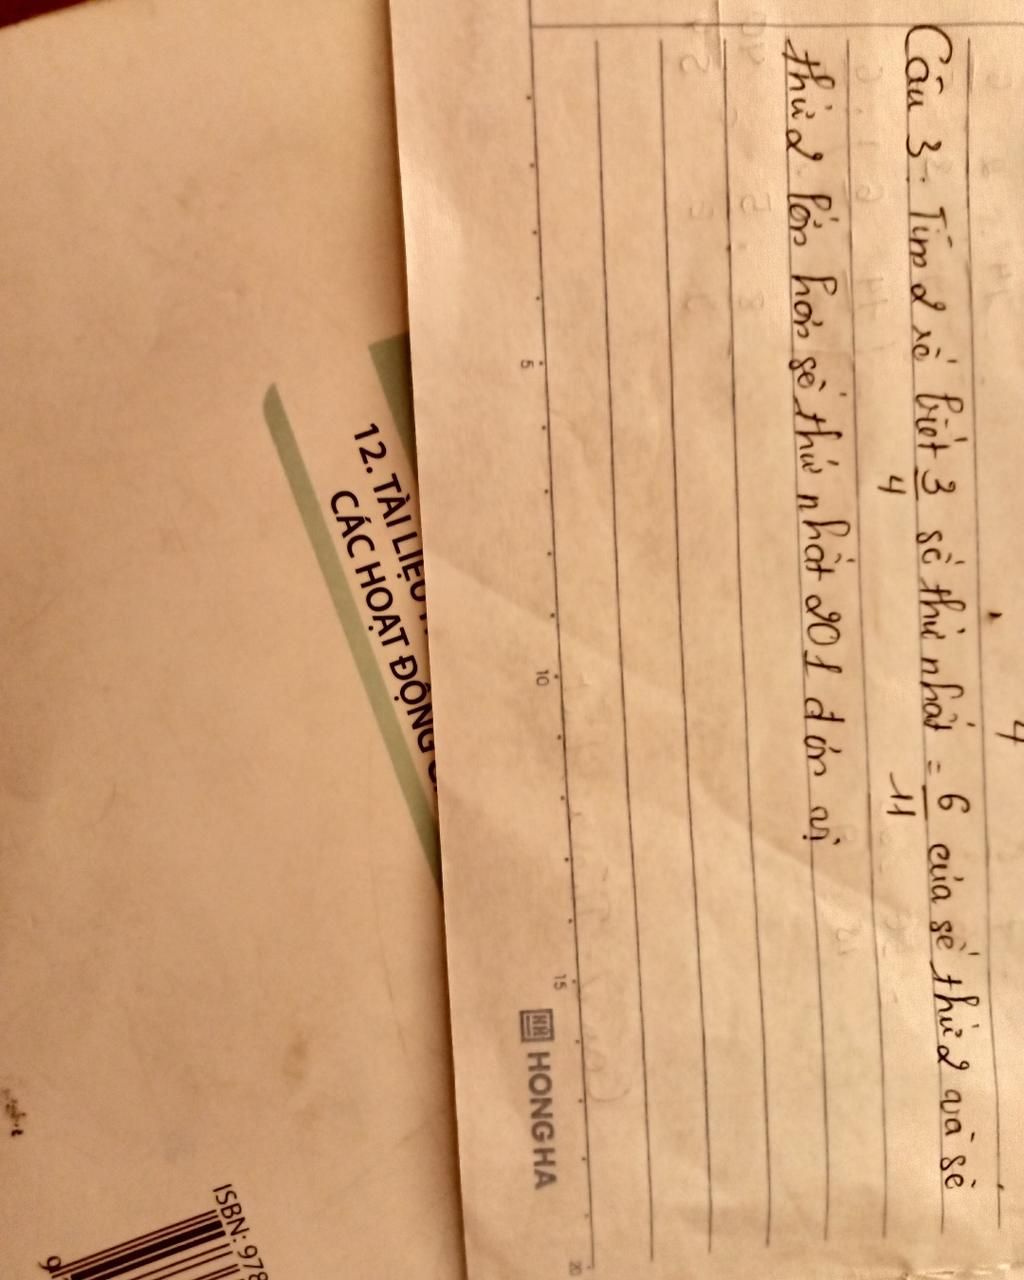 4
Câu 3. Tìm 2 số biết 3/4 số thứ nhất = 6/11 của số thứ 2 và số
thứ 2 lớn hơn số thứ nhất 201 đơn vị
5 10 15 20
HH HONG HA
12. TÀI LIỆU
CÁC HOẠT ĐỘNG
ISBN: 978
9